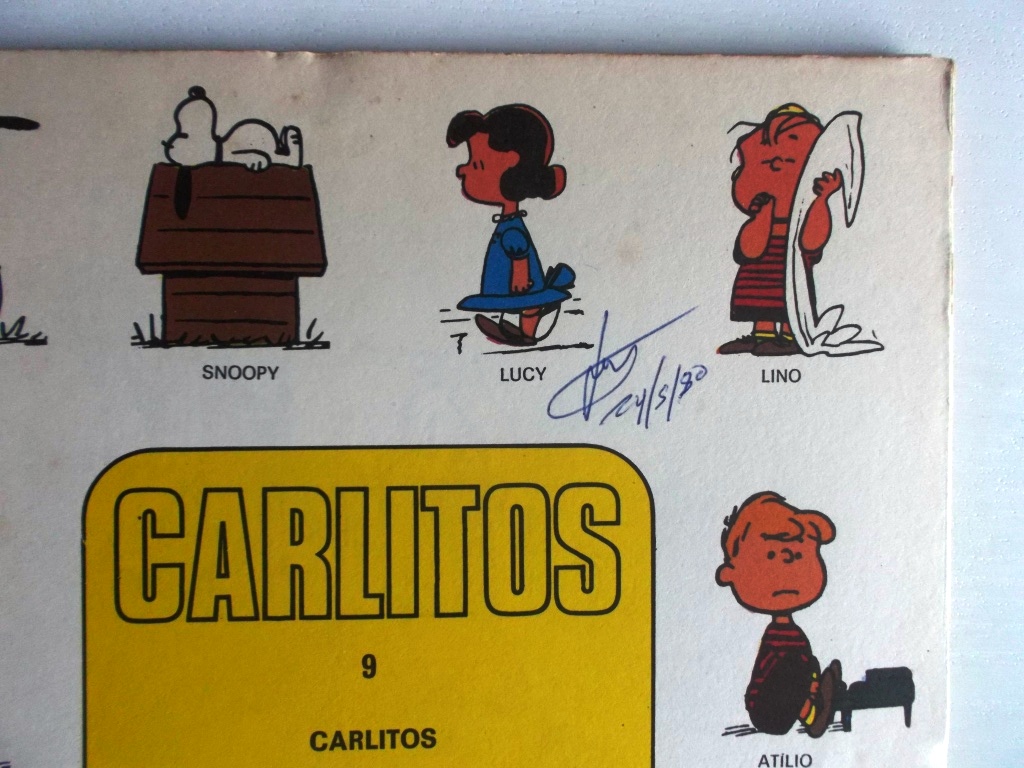 SNOOPY
LUCY
LINO
24/5/80
CARLITOS
9
CARLITOS
ATÍLIO